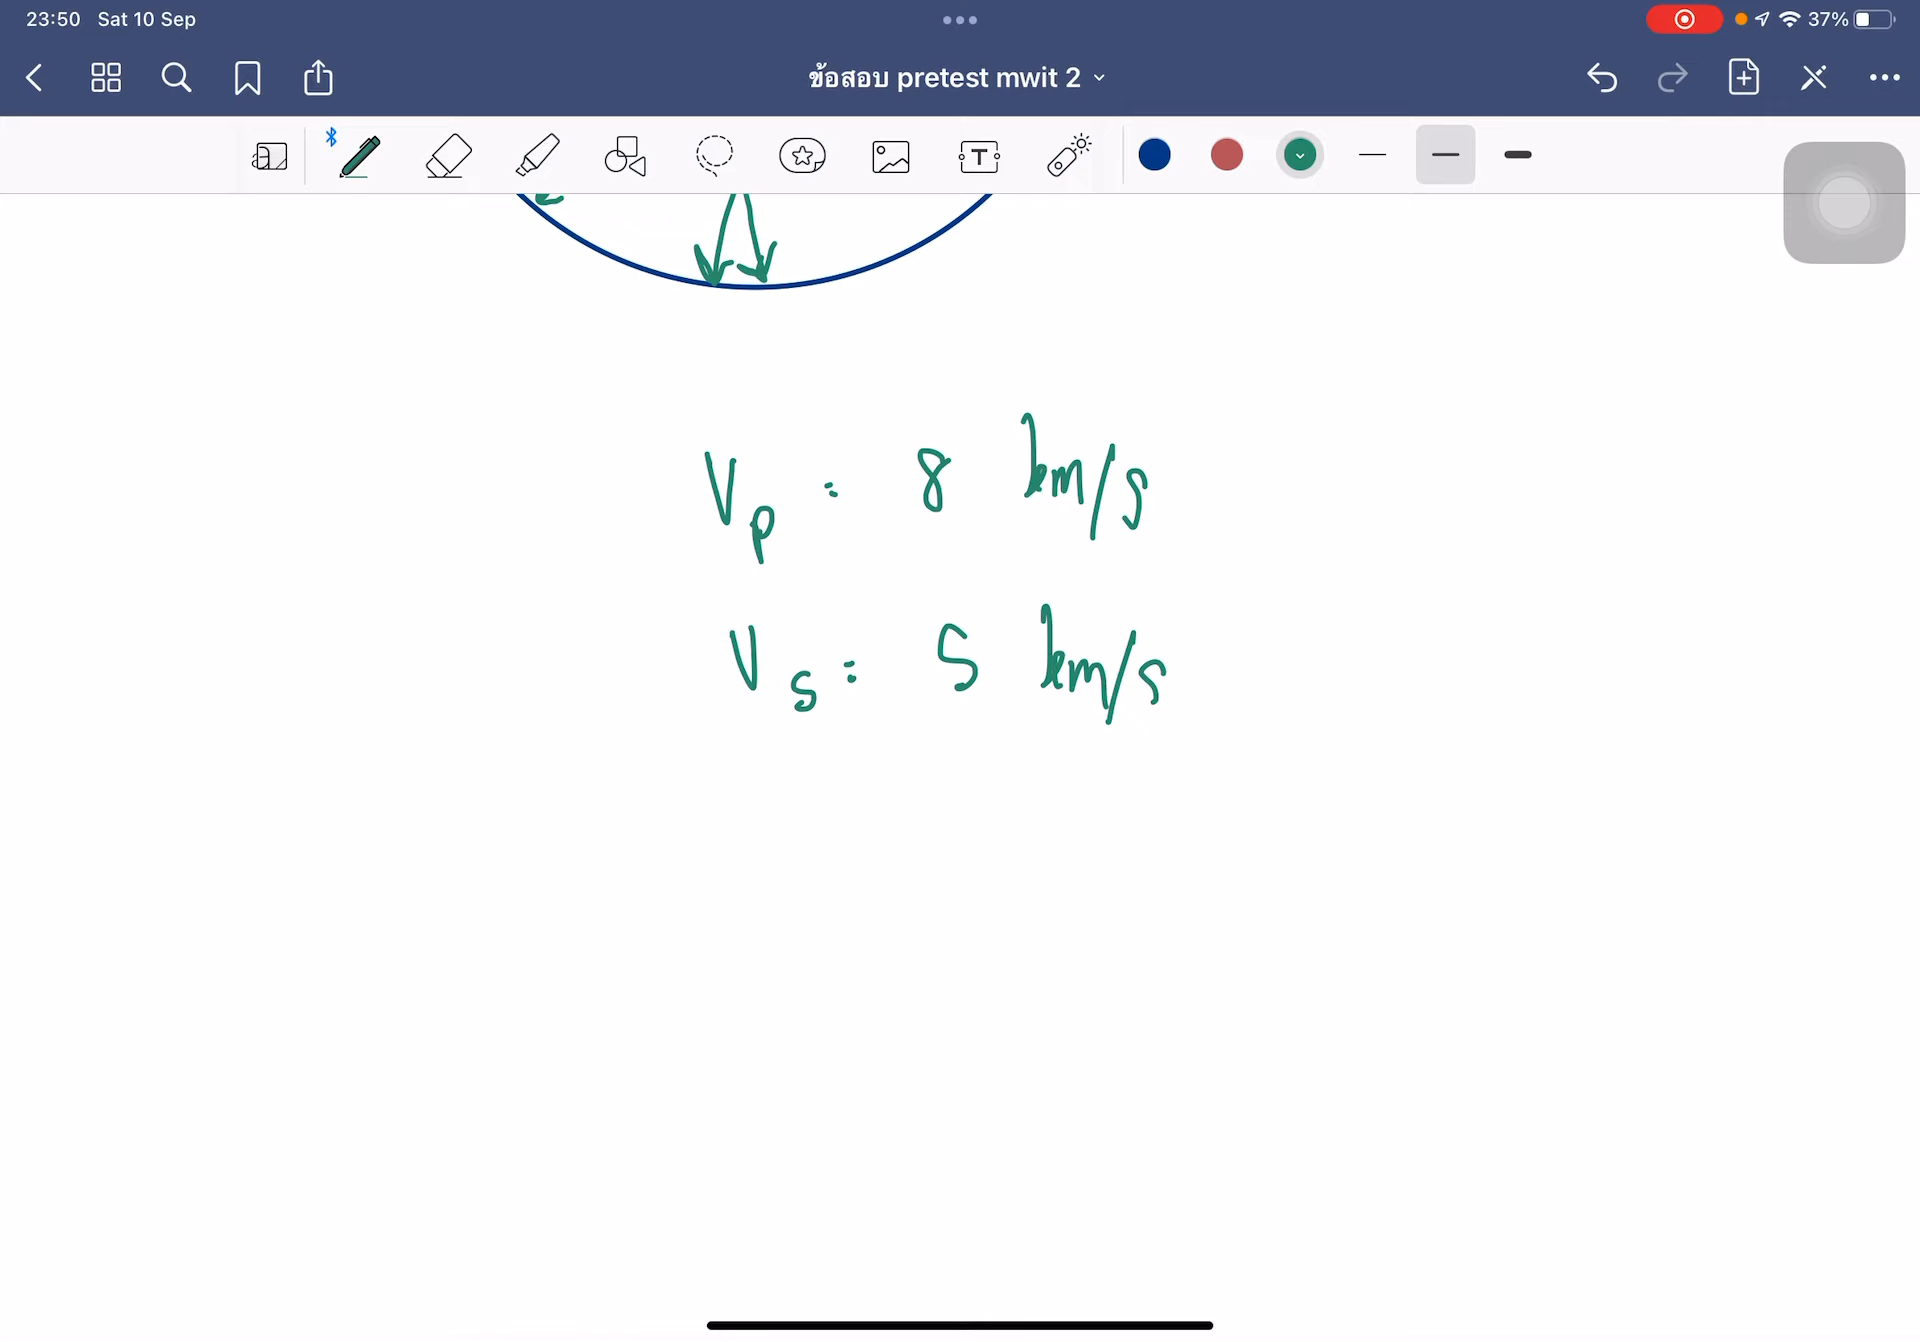 23:50 Sat 10 Sep
37%
ข้อสอบ pretest mwit 2
T
Vp = 8 km/s
Vs = 5 km/s